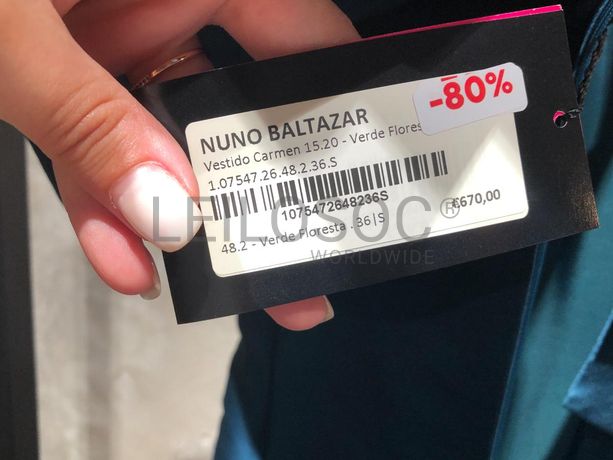 -80%
NUNO BALTAZAR
Vestido Carmen 15.20 - Verde Flores
1.07547.26.48.2.36.S
1075472648236S
€670,00
48.2 - Verde Floresta . 36|S
LEILOSOC®
WORLDWIDE